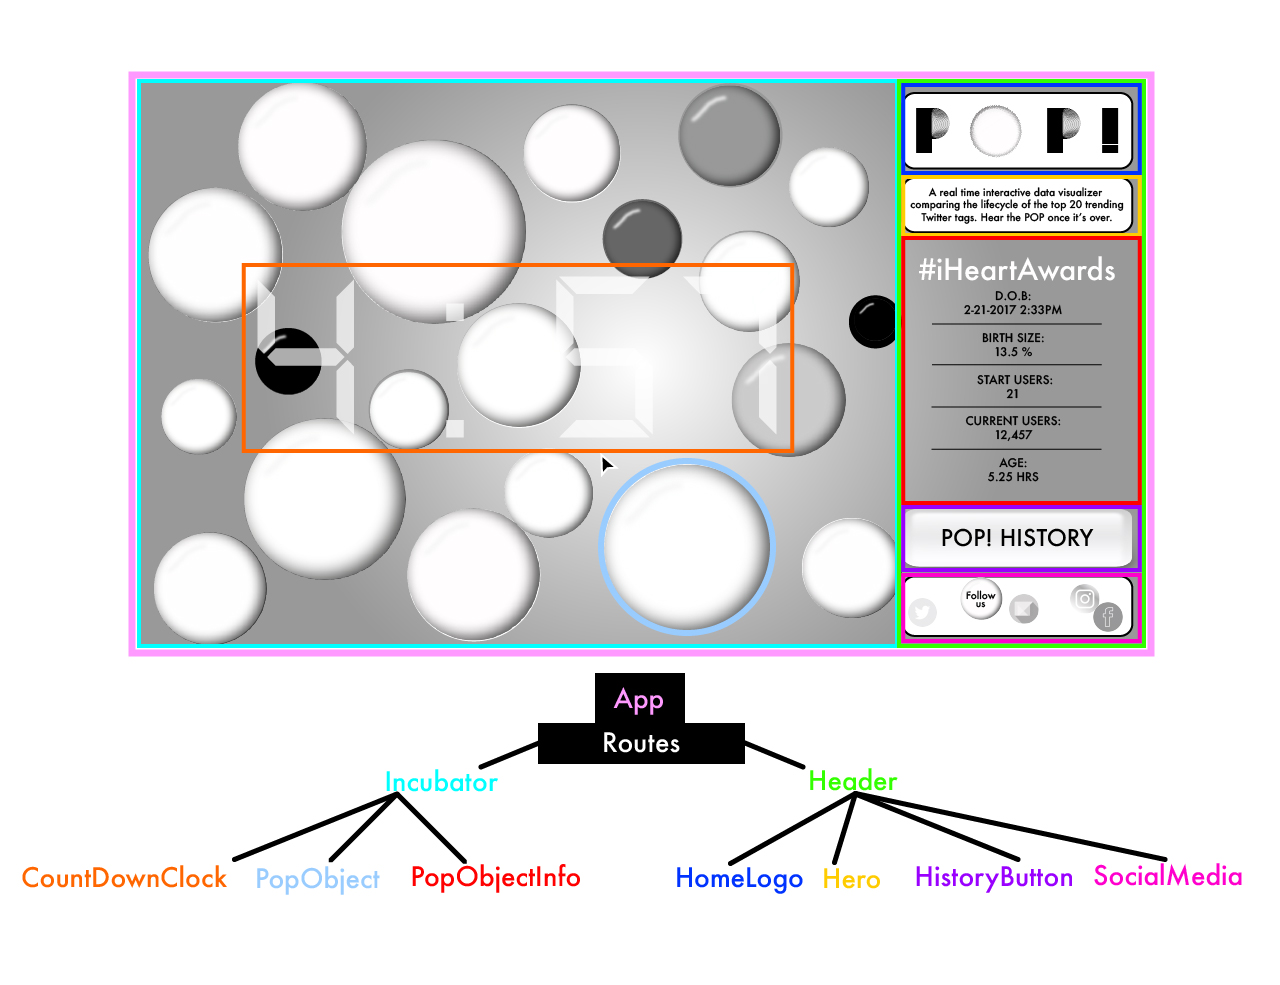 POP!
A real time interactive data visualizer
comparing the lifecycle of the top 20 trending
Twitter tags. Hear the POP once it's over.
4:57
#iHeartAwards
D.O.B:
2-21-2017 2:33PM
BIRTH SIZE:
13.5 %
START USERS:
21
CURRENT USERS:
12,457
AGE:
5.25 HRS
POP! HISTORY
Follow
us
App
Routes
Incubator
Header
CountDownClock
PopObject
PopObjectInfo
HomeLogo
Hero
HistoryButton
SocialMedia